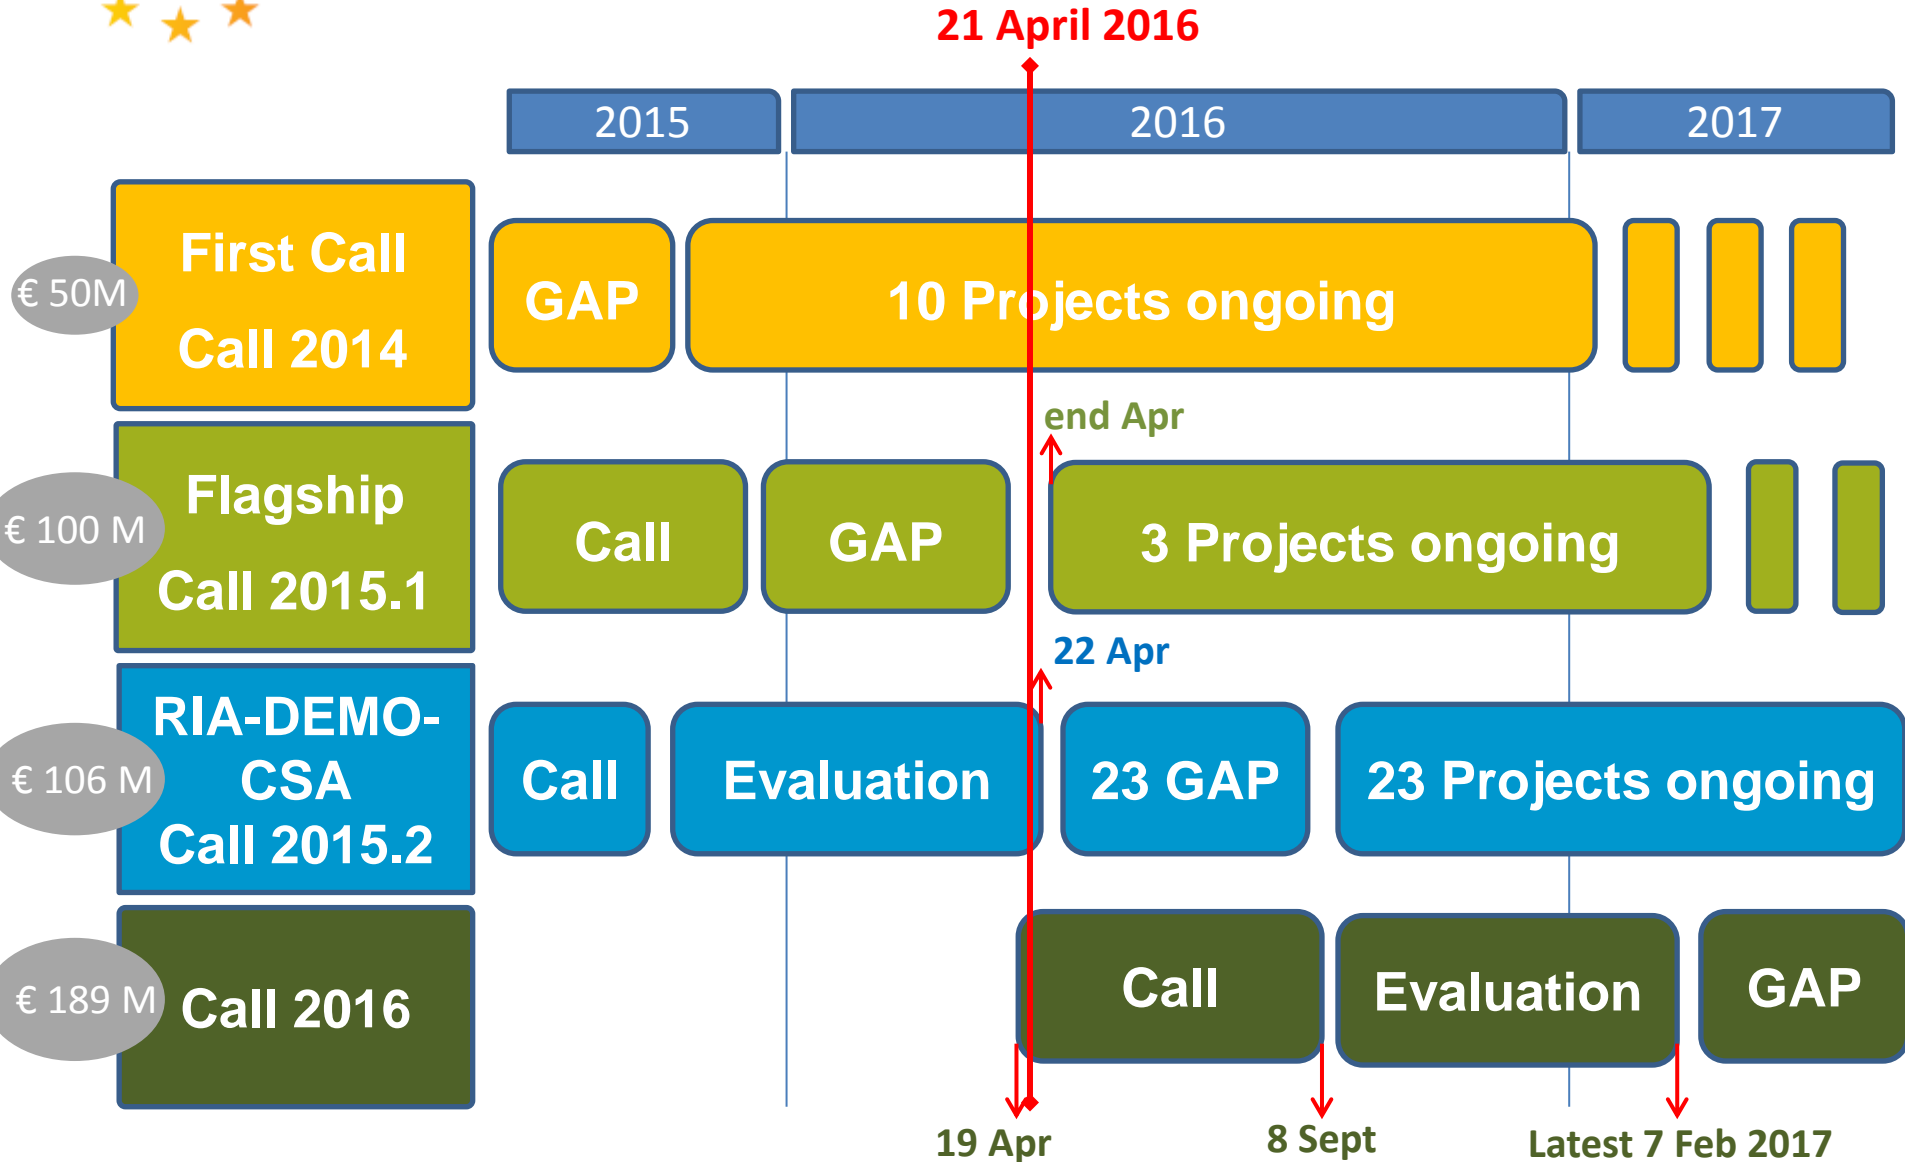 21 April 2016
2015
2016
2017
€ 50M
First Call
Call 2014
GAP
10 Projects ongoing
end Apr
€ 100 M
Flagship
Call 2015.1
Call
GAP
3 Projects ongoing
22 Apr
€ 106 M
RIA-DEMO-
CSA
Call 2015.2
Call
Evaluation
23 GAP
23 Projects ongoing
€ 189 M
Call 2016
Call
Evaluation
GAP
19 Apr
8 Sept
Latest 7 Feb 2017